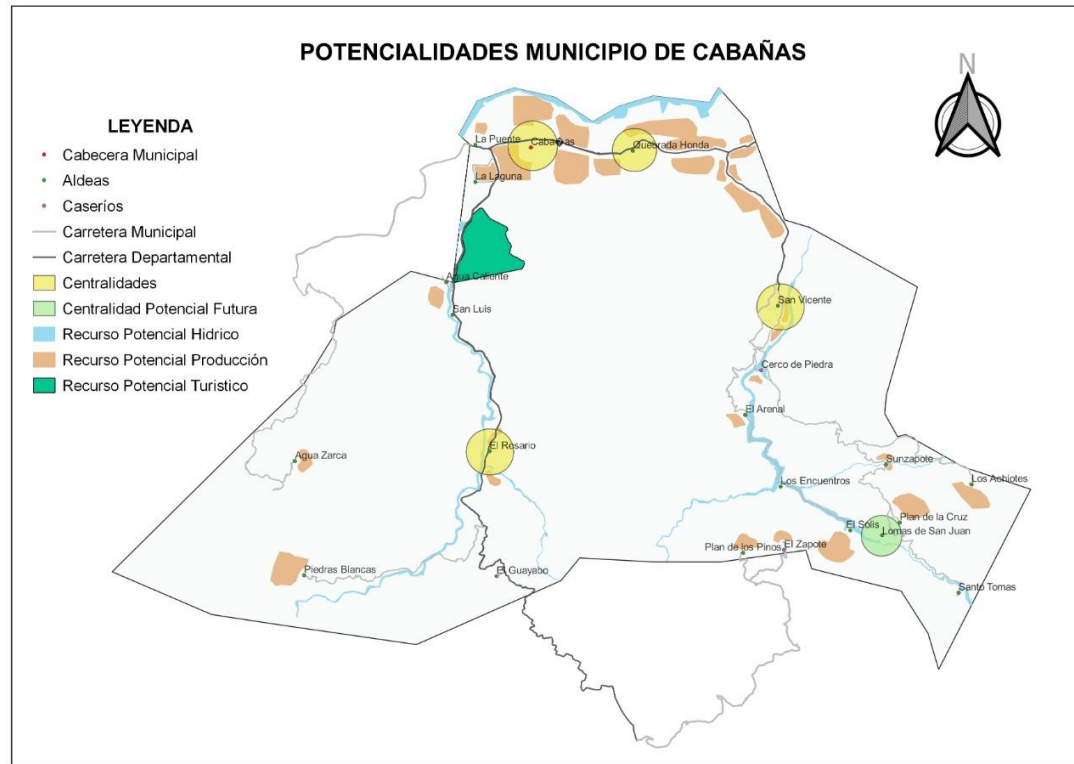 POTENCIALIDADES MUNICIPIO DE CABAÑAS
N
LEYENDA
Cabecera Municipal
Aldeas
Caseríos
Carretera Municipal
Carretera Departamental
Centralidades
Centralidad Potencial Futura
Recurso Potencial Hidrico
Recurso Potencial Producción
Recurso Potencial Turistico
La Puente
Caba�as
Quebrada Honda
La Laguna
Agua Caliente
San Luis
San Vicente
Cerco de Piedra
El Arenal
El Rosario
Agua Zarca
Sunzapote
Los Achiotes
Los Encuentros
Plan de la Cruz
El Solis
Lomas de San Juan
Plan de los Pinos
El Zapote
Piedras Blancas
El Guayabo
Santo Tomas